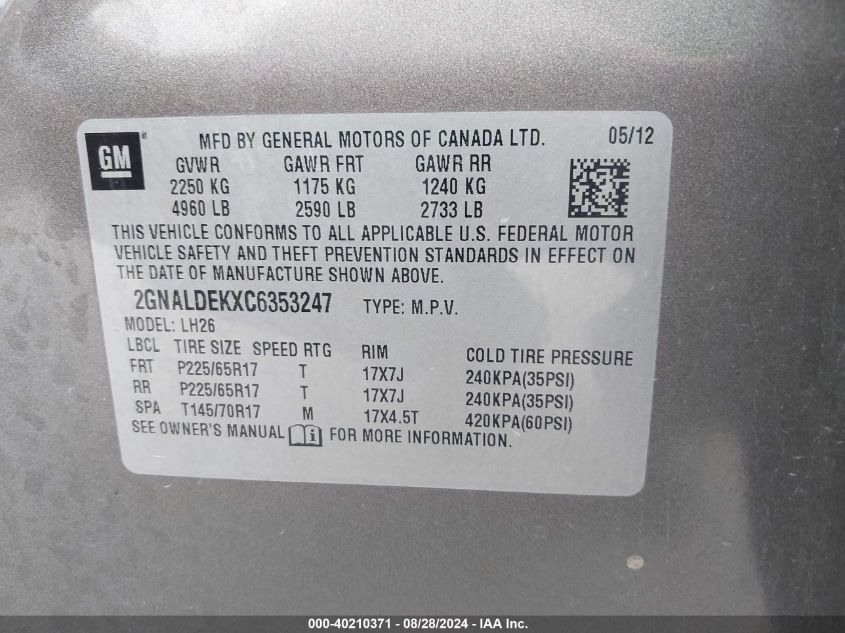 GM ® MFD BY GENERAL MOTORS OF CANADA LTD. 05/12
GVWR GAWR FRT GAWR RR
2250 KG 1175 KG 1240 KG
4960 LB 2590 LB 2733 LB
THIS VEHICLE CONFORMS TO ALL APPLICABLE U.S. FEDERAL MOTOR
VEHICLE SAFETY AND THEFT PREVENTION STANDARDS IN EFFECT ON
THE DATE OF MANUFACTURE SHOWN ABOVE.
2GNALDEKXC6353247 TYPE: M.P.V.
MODEL: LH26
LBCL TIRE SIZE SPEED RTG RIM COLD TIRE PRESSURE
FRT P225/65R17 T 17X7J 240KPA(35PSI)
RR P225/65R17 T 17X7J 240KPA(35PSI)
SPA T145/70R17 M 17X4.5T 420KPA(60PSI)
SEE OWNER'S MANUAL i FOR MORE INFORMATION.
000-40210371 - 08/28/2024 - IAA Inc.